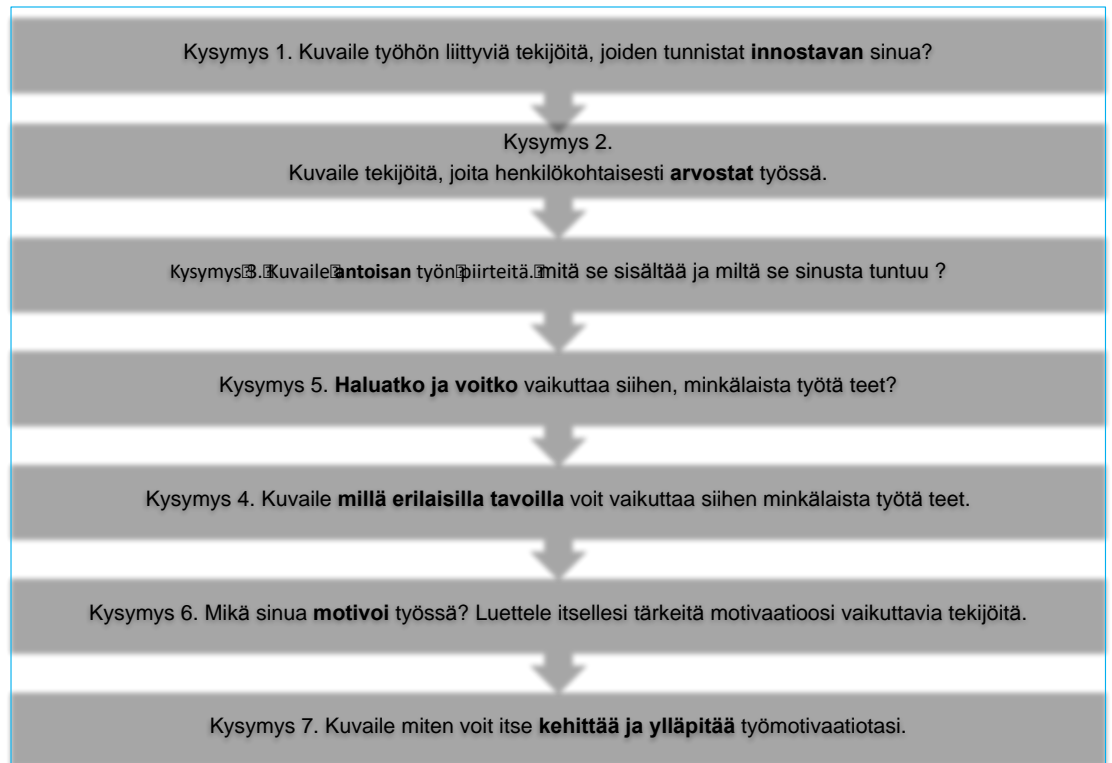 Kysymys 1. Kuvaile työhön liittyviä tekijöitä, joiden tunnistat innostavan sinua?
Kysymys 2.
Kuvaile tekijöitä, joita henkilökohtaisesti arvostat työssä.
Kysymys 3. Kuvaile antoisan työn piirteitä. mitä se sisältää ja miltä se sinusta tuntuu ?
Kysymys 5. Haluatko ja voitko vaikuttaa siihen, minkälaista työtä teet?
Kysymys 4. Kuvaile millä erilaisilla tavoilla voit vaikuttaa siihen minkälaista työtä teet.
Kysymys 6. Mikä sinua motivoi työssä? Luettele itsellesi tärkeitä motivaatioosi vaikuttavia tekijöitä.
Kysymys 7. Kuvaile miten voit itse kehittää ja ylläpitää työmotivaatiotasi.